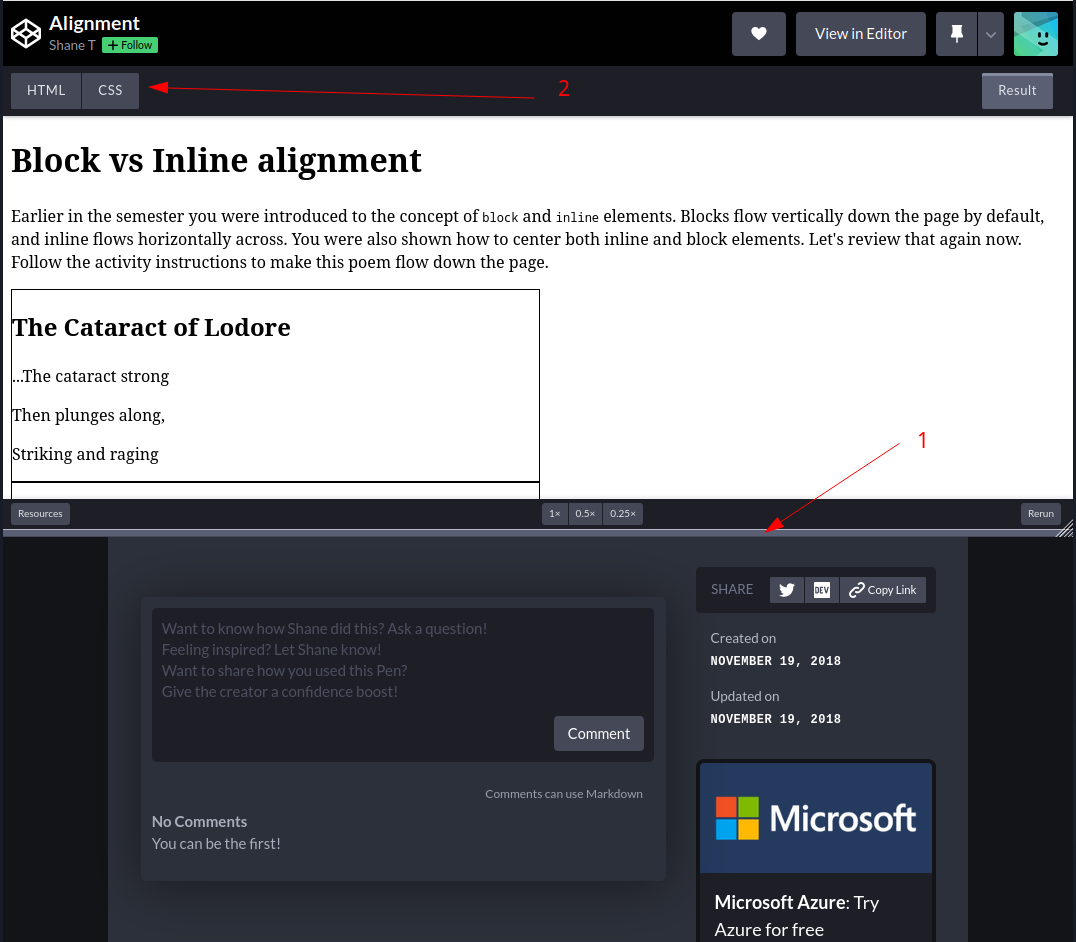 Alignment
Shane T + Follow
View in Editor
HTML CSS
2
Result
Block vs Inline alignment
Earlier in the semester you were introduced to the concept of block and inline elements. Blocks flow vertically down the page by default,
and inline flows horizontally across. You were also shown how to center both inline and block elements. Let's review that again now.
Follow the activity instructions to make this poem flow down the page.
The Cataract of Lodore
...The cataract strong
Then plunges along,
Striking and raging
1
Resources
1× 0.5× 0.25×
Rerun
Want to know how Shane did this? Ask a question!
Feeling inspired? Let Shane know!
Want to share how you used this Pen?
Give the creator a confidence boost!
Comment
Comments can use Markdown
No Comments
You can be the first!
SHARE DEV Copy Link
Created on
NOVEMBER 19, 2018
Updated on
NOVEMBER 19, 2018
Microsoft
Microsoft Azure: Try
Azure for free